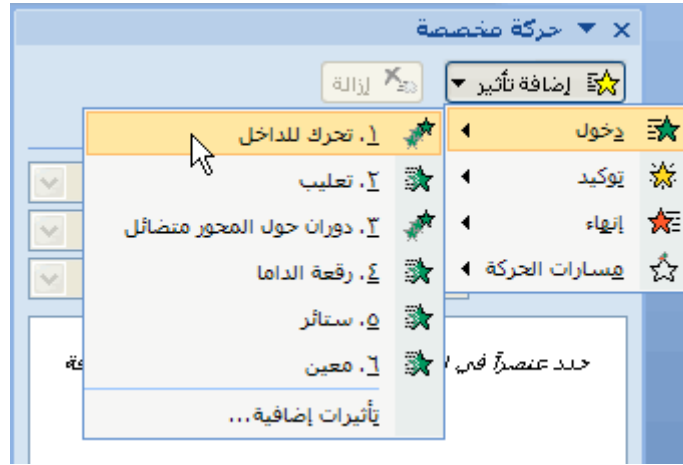 حركة مخصصة
إضافة تأثير
إزالة
دخول
توكيد
إنهاء
مسارات الحركة
١. تحرك للداخل
٢. تعليب
٣. دوران حول المحور متضائل
٤. رقعة الداما
٥. ستائر
٦. معين
تأثيرات إضافية...
حدد عنصرآ في